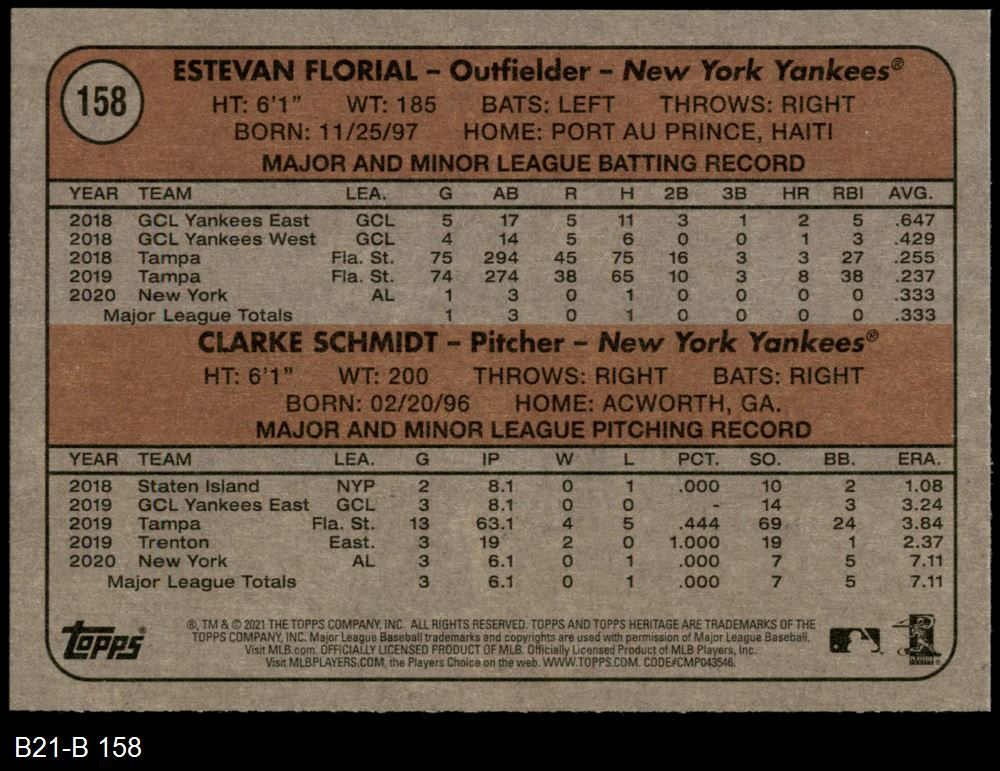 158
ESTEVAN FLORIAL – Outfielder – New York Yankees®
HT: 6'1" WT: 185 BATS: LEFT THROWS: RIGHT
BORN: 11/25/97 HOME: PORT AU PRINCE, HAITI
MAJOR AND MINOR LEAGUE BATTING RECORD
YEAR TEAM LEA. G AB R H 2B 3B HR RBI AVG.
2018 GCL Yankees East GCL 5 17 5 11 3 1 2 5 .647
2018 GCL Yankees West GCL 4 14 5 6 0 0 1 3 .429
2018 Tampa Fla. St. 75 294 45 75 16 3 3 27 .255
2019 Tampa Fla. St. 74 274 38 65 10 3 8 38 .237
2020 New York AL 1 3 0 1 0 0 0 0 .333
Major League Totals 1 3 0 1 0 0 0 0 .333
CLARKE SCHMIDT – Pitcher – New York Yankees®
HT: 6'1" WT: 200 THROWS: RIGHT BATS: RIGHT
BORN: 02/20/96 HOME: ACWORTH, GA.
MAJOR AND MINOR LEAGUE PITCHING RECORD
YEAR TEAM LEA. G IP W L PCT. SO. BB. ERA.
2018 Staten Island NYP 2 8.1 0 1 .000 10 2 1.08
2019 GCL Yankees East GCL 3 8.1 0 0 - 14 3 3.24
2019 Tampa Fla. St. 13 63.1 4 5 .444 69 24 3.84
2019 Trenton East. 3 19 2 0 1.000 19 1 2.37
2020 New York AL 3 6.1 0 1 .000 7 5 7.11
Major League Totals 3 6.1 0 1 .000 7 5 7.11
Topps®
®, TM & © 2021 THE TOPPS COMPANY, INC. ALL RIGHTS RESERVED. TOPPS AND TOPPS HERITAGE ARE TRADEMARKS OF THE
TOPPS COMPANY, INC. Major League Baseball trademarks and copyrights are used with permission of Major League Baseball.
Visit MLB.com. OFFICIALLY LICENSED PRODUCT OF MLB. Officially Licensed Product of MLB Players, Inc.
Visit MLBPLAYERS.COM, the Players Choice on the web. WWW.TOPPS.COM. CODE#CMP043546.
B21-B 158